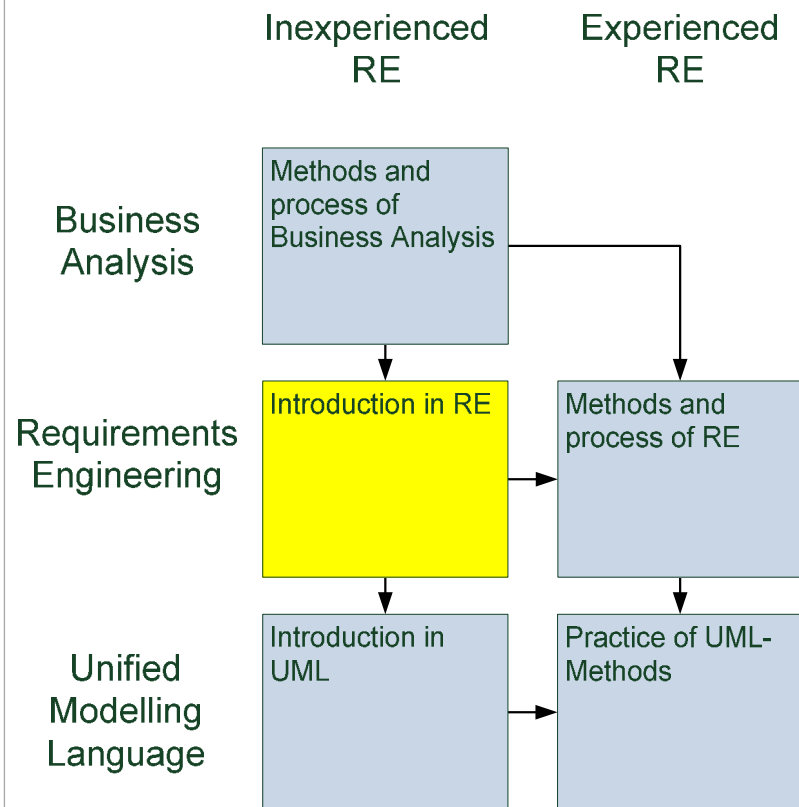 Inexperienced
RE
Experienced
RE
Business
Analysis
Methods and
process of
Business Analysis
Requirements
Engineering
Introduction in RE
Methods and
process of RE
Unified
Modelling
Language
Introduction in
UML
Practice of UML-
Methods